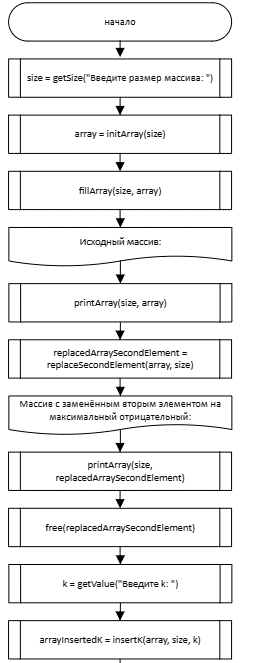 начало
size = getSize("Введите размер массива: ")
array = initArray(size)
fillArray(size, array)
Исходный массив:
printArray(size, array)
replacedArraySecondElement =
replaceSecondElement(array, size)
Массив с заменённым вторым элементом на
максимальный отрицательный:
printArray(size,
replacedArraySecondElement)
free(replacedArraySecondElement)
k = getValue("Введите k: ")
arrayInsertedK = insertK(array, size, k)